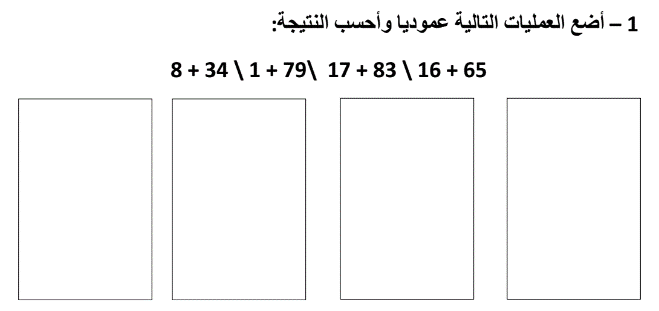 1 – أضع العمليات التالية عموديا وأحسب النتيجة:
8 + 34 \ 1 + 79\ 17 + 83 \ 16 + 65